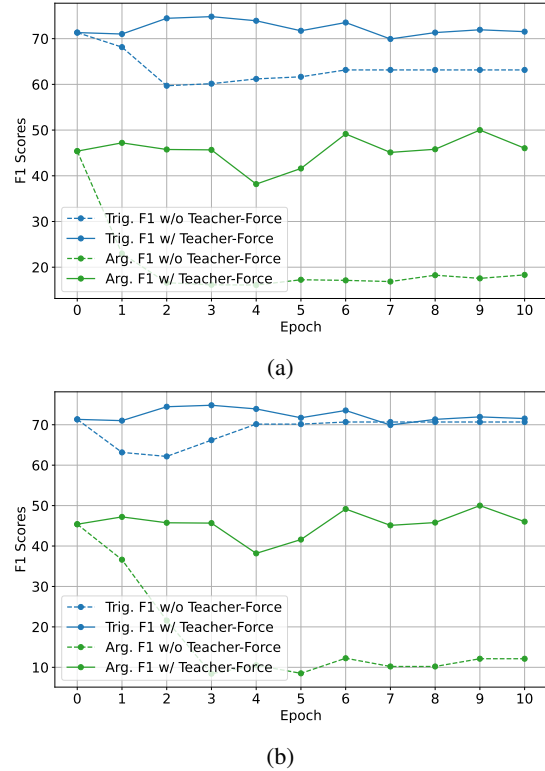 70
60
50
40
30
20
F1 Scores
Trig. F1 w/o Teacher-Force
Trig. F1 w/ Teacher-Force
Arg. F1 w/o Teacher-Force
Arg. F1 w/ Teacher-Force
0 1 2 3 4 5 6 7 8 9 10
Epoch
(a)
70
60
50
40
30
20
10
F1 Scores
Trig. F1 w/o Teacher-Force
Trig. F1 w/ Teacher-Force
Arg. F1 w/o Teacher-Force
Arg. F1 w/ Teacher-Force
0 1 2 3 4 5 6 7 8 9 10
Epoch
(b)